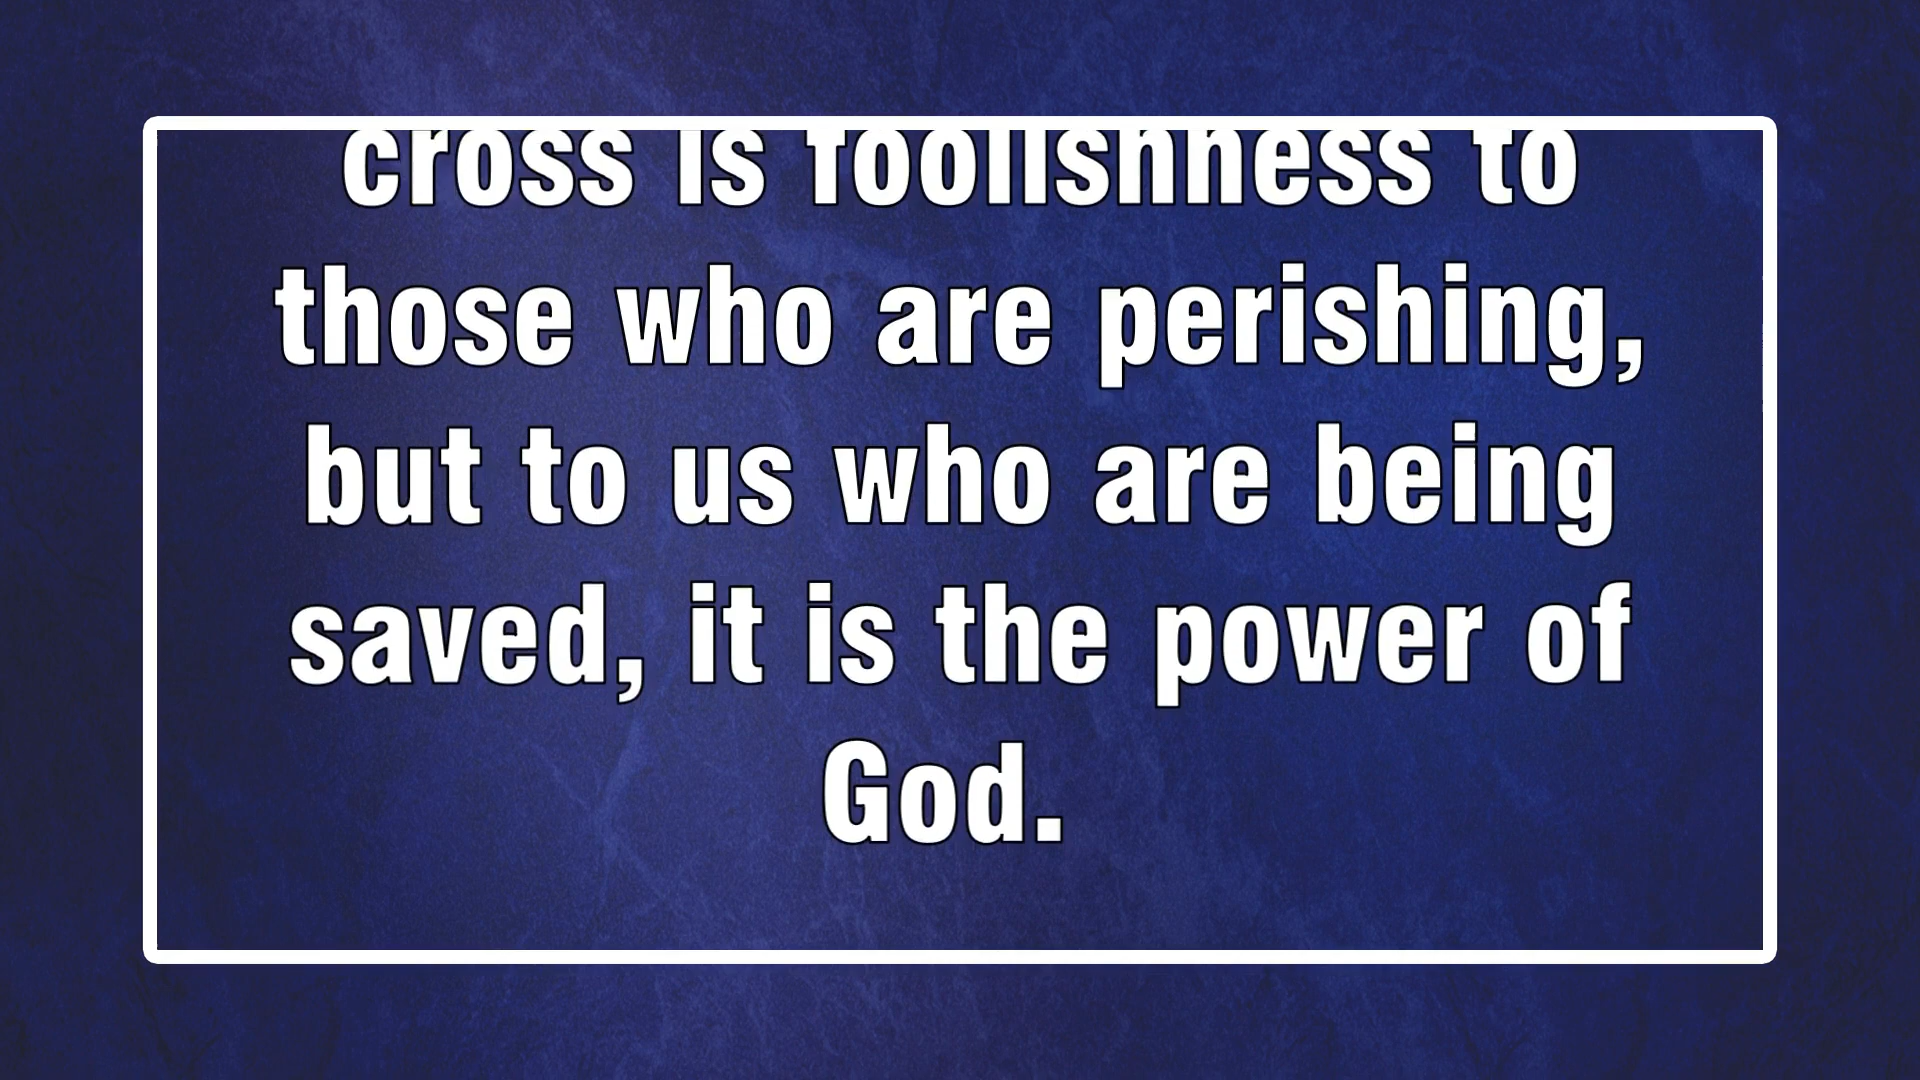 cross is foolishness to
those who are perishing,
but to us who are being
saved, it is the power of
God.